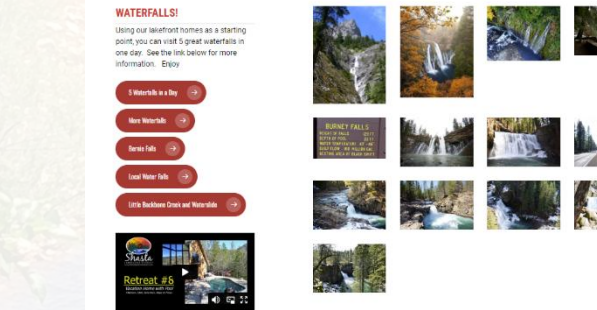 WATERFALLS!
Using our lakefront homes as a starting
point, you can visit 5 great waterfalls in
one day. See the link below for more
information. Enjoy
5 Waterfalls in a Day
More Waterfalls
Burnie Falls
Local Water Falls
Little Backbone Creek and Waterslide
Shasta
Retreat #6
BURNEY FALLS